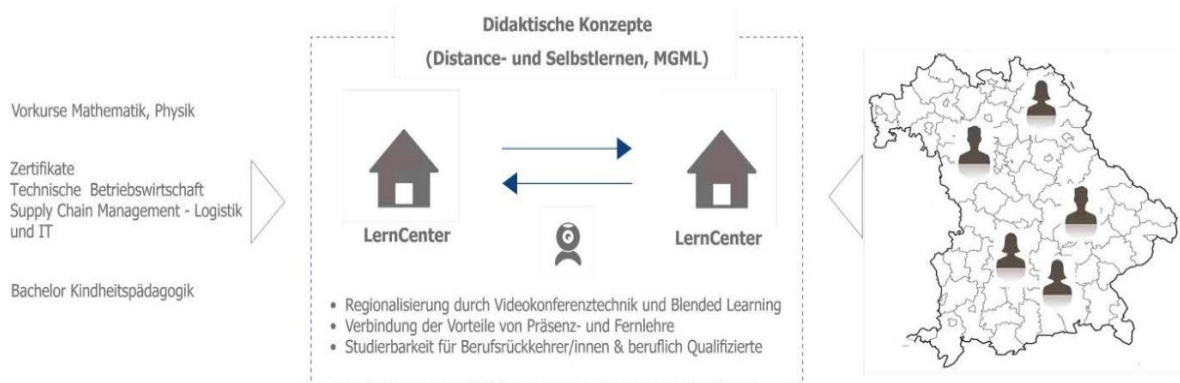 Didaktische Konzepte
(Distance- und Selbstlernen, MGML)
Vorkurse Mathematik, Physik
Zertifikate
Technische Betriebswirtschaft
Supply Chain Management - Logistik
und IT
Bachelor Kindheitspädagogik
LernCenter
LernCenter
• Regionalisierung durch Videokonferenztechnik und Blended Learning
• Verbindung der Vorteile von Präsenz- und Fernlehre
• Studierbarkeit für Berufsrückkehrer/innen & beruflich Qualifizierte